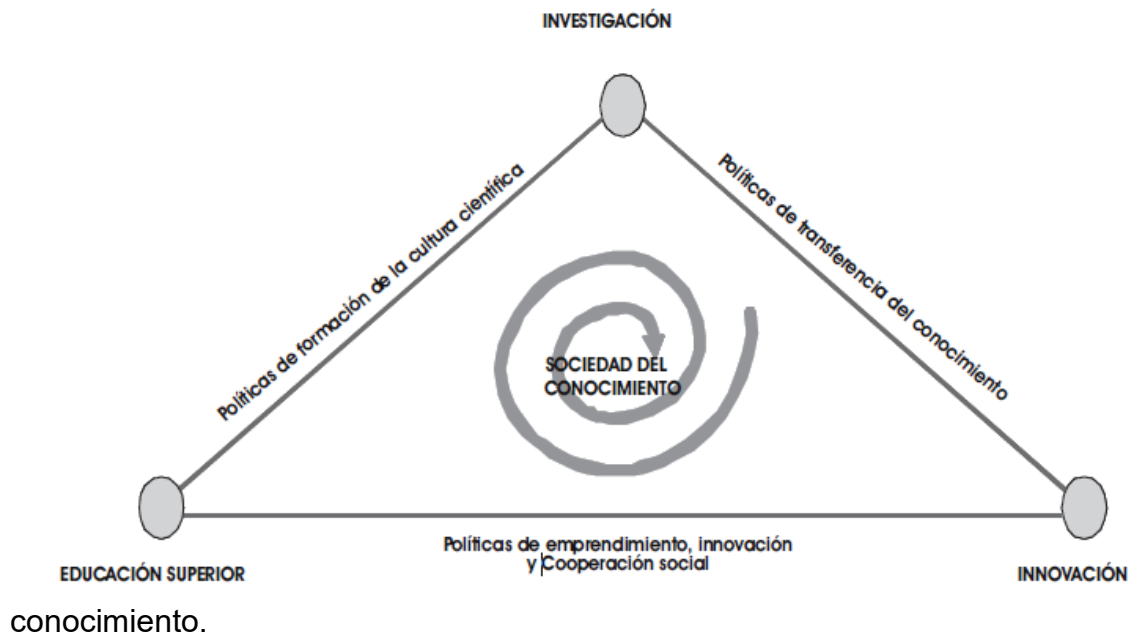 INVESTIGACIÓN
Políticas de formación de la cultura científica
Políticas de transferencia del conocimiento
SOCIEDAD DEL
CONOCIMIENTO
Políticas de emprendimiento, innovación
y Cooperación social
EDUCACIÓN SUPERIOR
INNOVACIÓN
conocimiento.